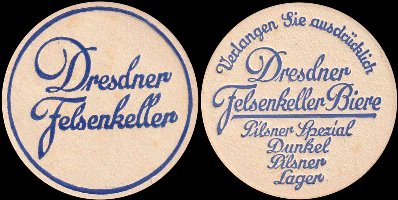 Dresdner
Felsenkeller
Verlangen Sie ausdrücklich
Dresdner
Felsenkeller Biere
Pilsner Spezial
Dunkel
Pilsner
Lager